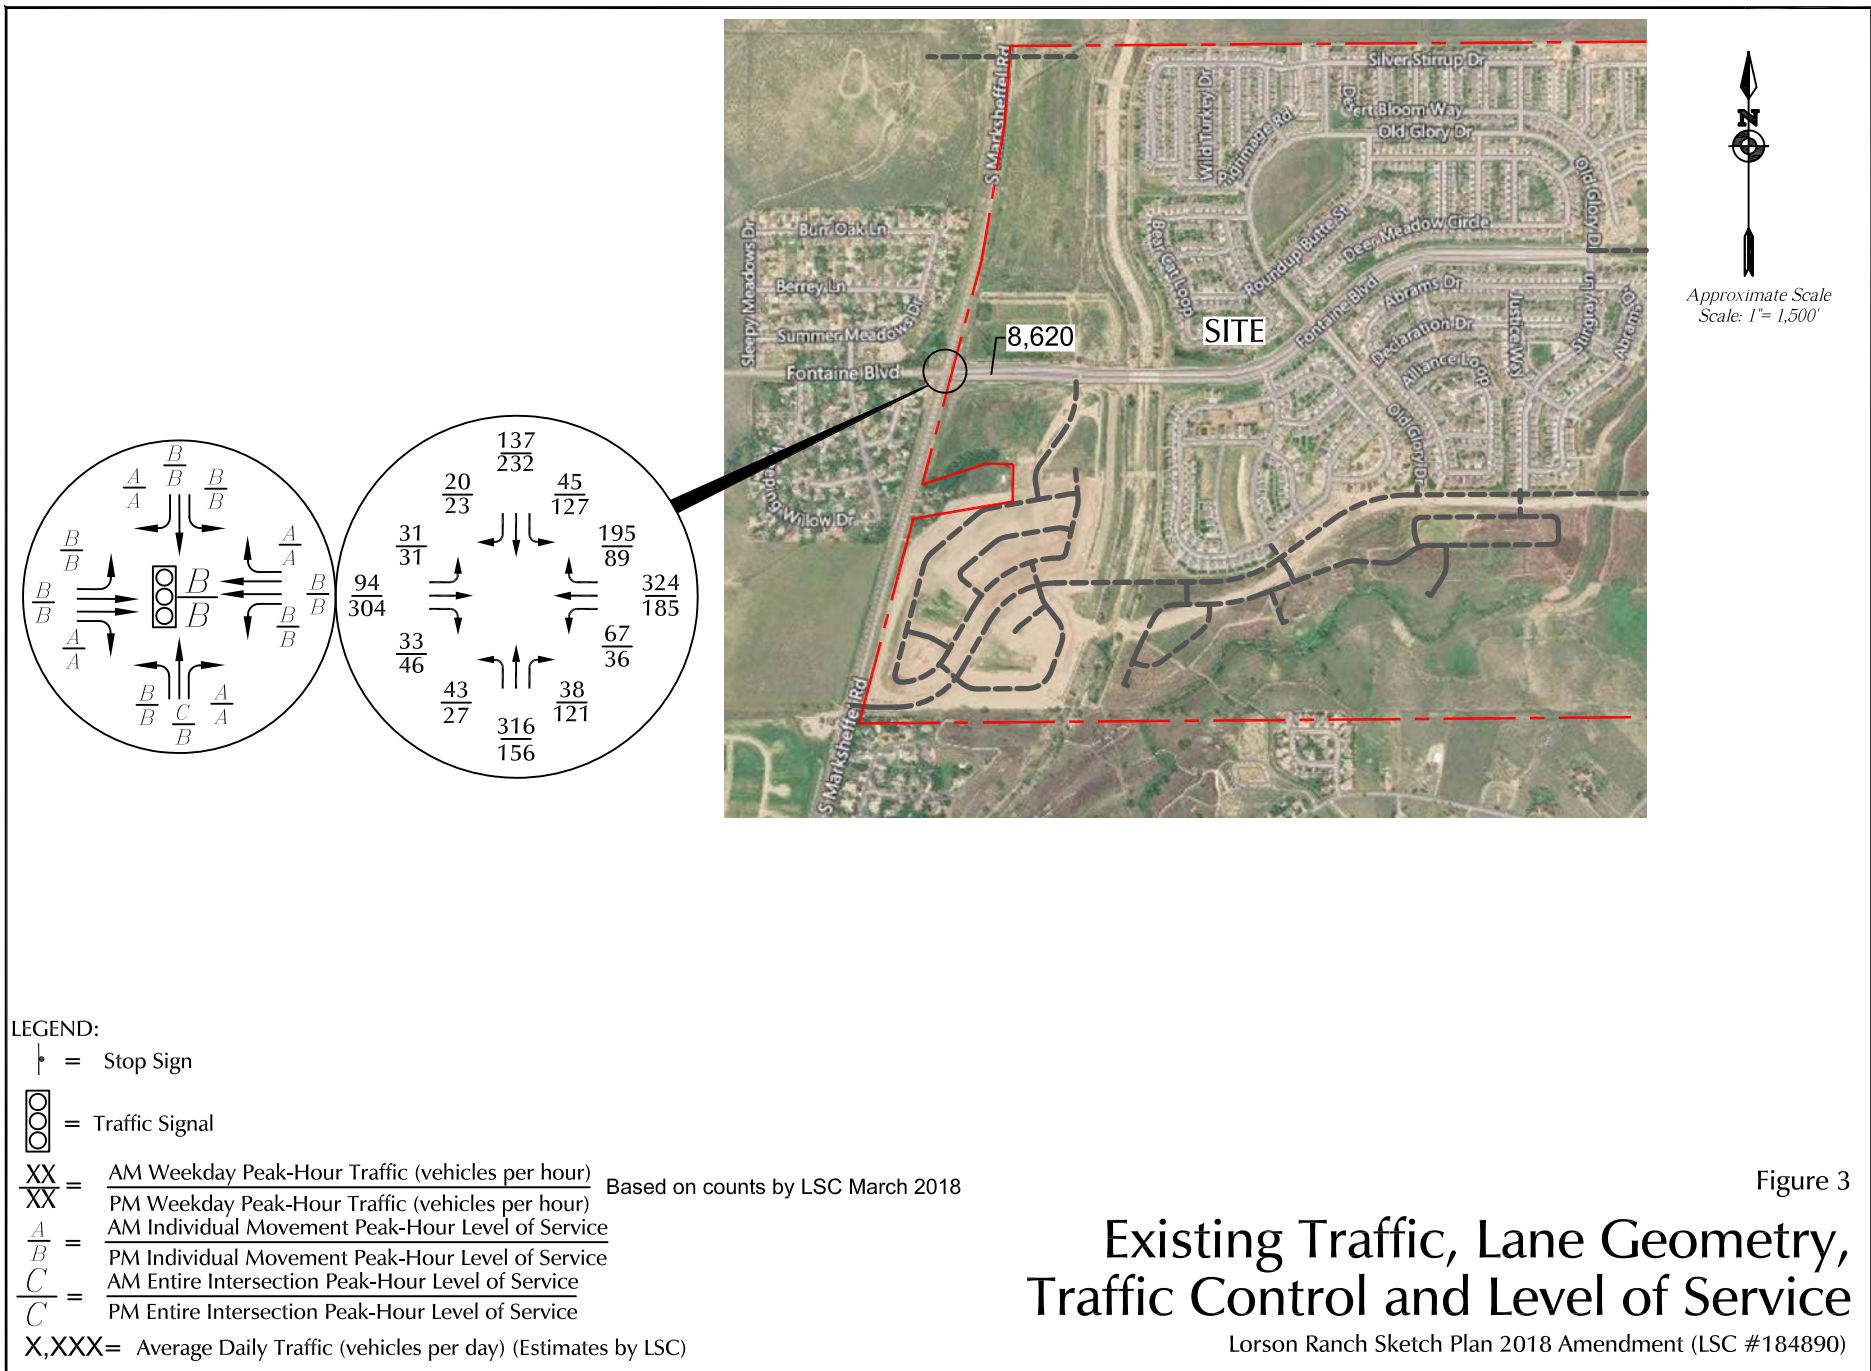 Silver Stirrup Dr
S Marksheffel Rd
Wild Turkey Dr
Pilgrimage Rd
Desert Bloom Way
Old Glory Dr
Old Glory Dr
Burr Oak Ln
Sleepy Meadows Dr
Berrey Ln
Summer Meadows Dr
Bear Cat Loop
Roundup Butte St
Deer Meadow Circle
Fontaine Blvd
Abrams Dr
Justice Way
Stingray Ln
Abrams Dr
Declaration Dr
Alliance Loop
SITE
8,620
Fontaine Blvd
Old Glory Dr
Winding Willow Dr
S Marksheffel Rd
S Marksheffel Rd
N
Approximate Scale
Scale: 1"= 1,500'
B
B
A
A
B
B
B
B
A
A
B
B
B
B
B
B
A
A
B
B
B
B
C
B
A
A
137
232
20
23
45
127
31
31
195
89
94
304
324
185
33
46
67
36
43
27
38
121
316
156
LEGEND:
= Stop Sign
= Traffic Signal
XX = AM Weekday Peak-Hour Traffic (vehicles per hour)
XX PM Weekday Peak-Hour Traffic (vehicles per hour)
Based on counts by LSC March 2018
A = AM Individual Movement Peak-Hour Level of Service
B PM Individual Movement Peak-Hour Level of Service
C = AM Entire Intersection Peak-Hour Level of Service
C PM Entire Intersection Peak-Hour Level of Service
X,XXX= Average Daily Traffic (vehicles per day) (Estimates by LSC)
Figure 3
Existing Traffic, Lane Geometry,
Traffic Control and Level of Service
Lorson Ranch Sketch Plan 2018 Amendment (LSC #184890)